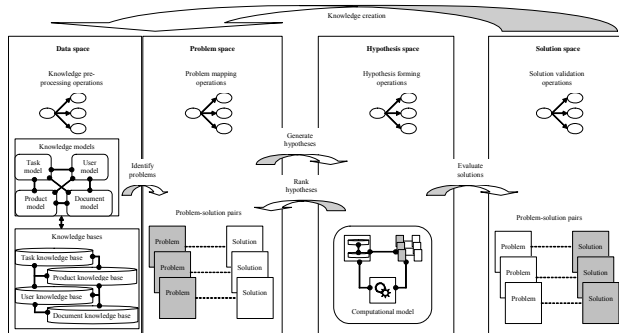 Knowledge creation
Data space
Knowledge pre-
processing operations
Knowledge models
Task
model
User
model
Product
model
Document
model
Knowledge bases
Task knowledge base
Product knowledge base
User knowledge base
Document knowledge base
Identify
problems
Problem space
Problem mapping
operations
Problem-solution pairs
Problem
Solution
Problem
Solution
Problem
Solution
Generate
hypotheses
Rank
hypotheses
Hypothesis space
Hypothesis forming
operations
Computational model
Evaluate
solutions
Solution space
Solution validation
operations
Problem-solution pairs
Problem
Solution
Problem
Solution
Problem
Solution